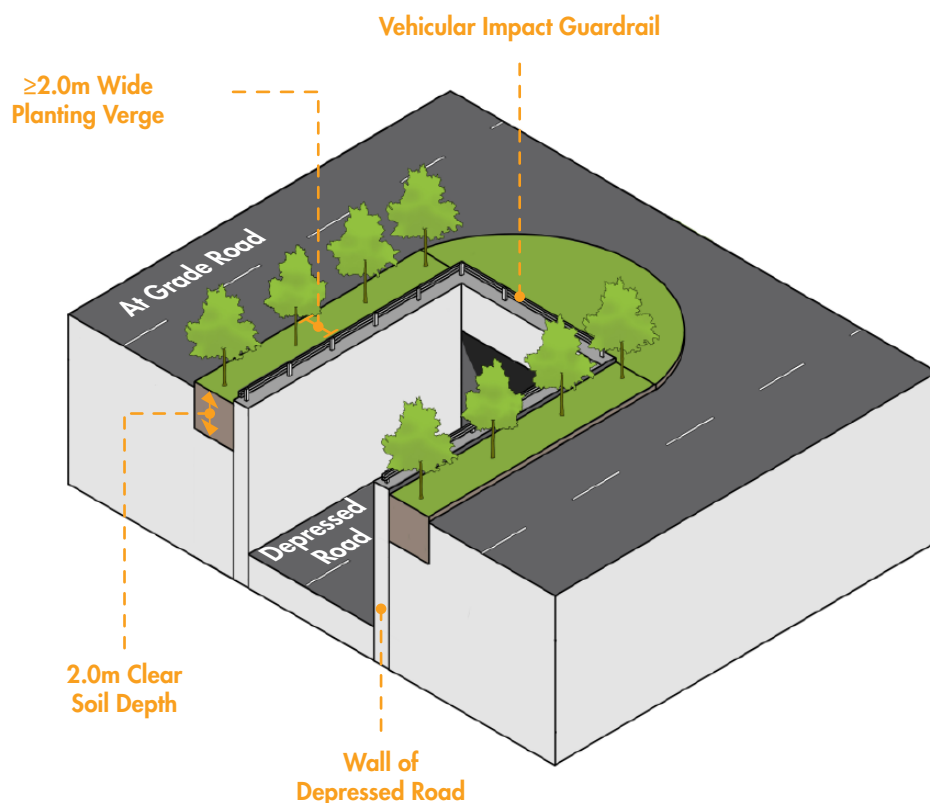 Vehicular Impact Guardrail
≥2.0m Wide
Planting Verge
At Grade Road
Depressed
Road
2.0m Clear
Soil Depth
Wall of
Depressed Road